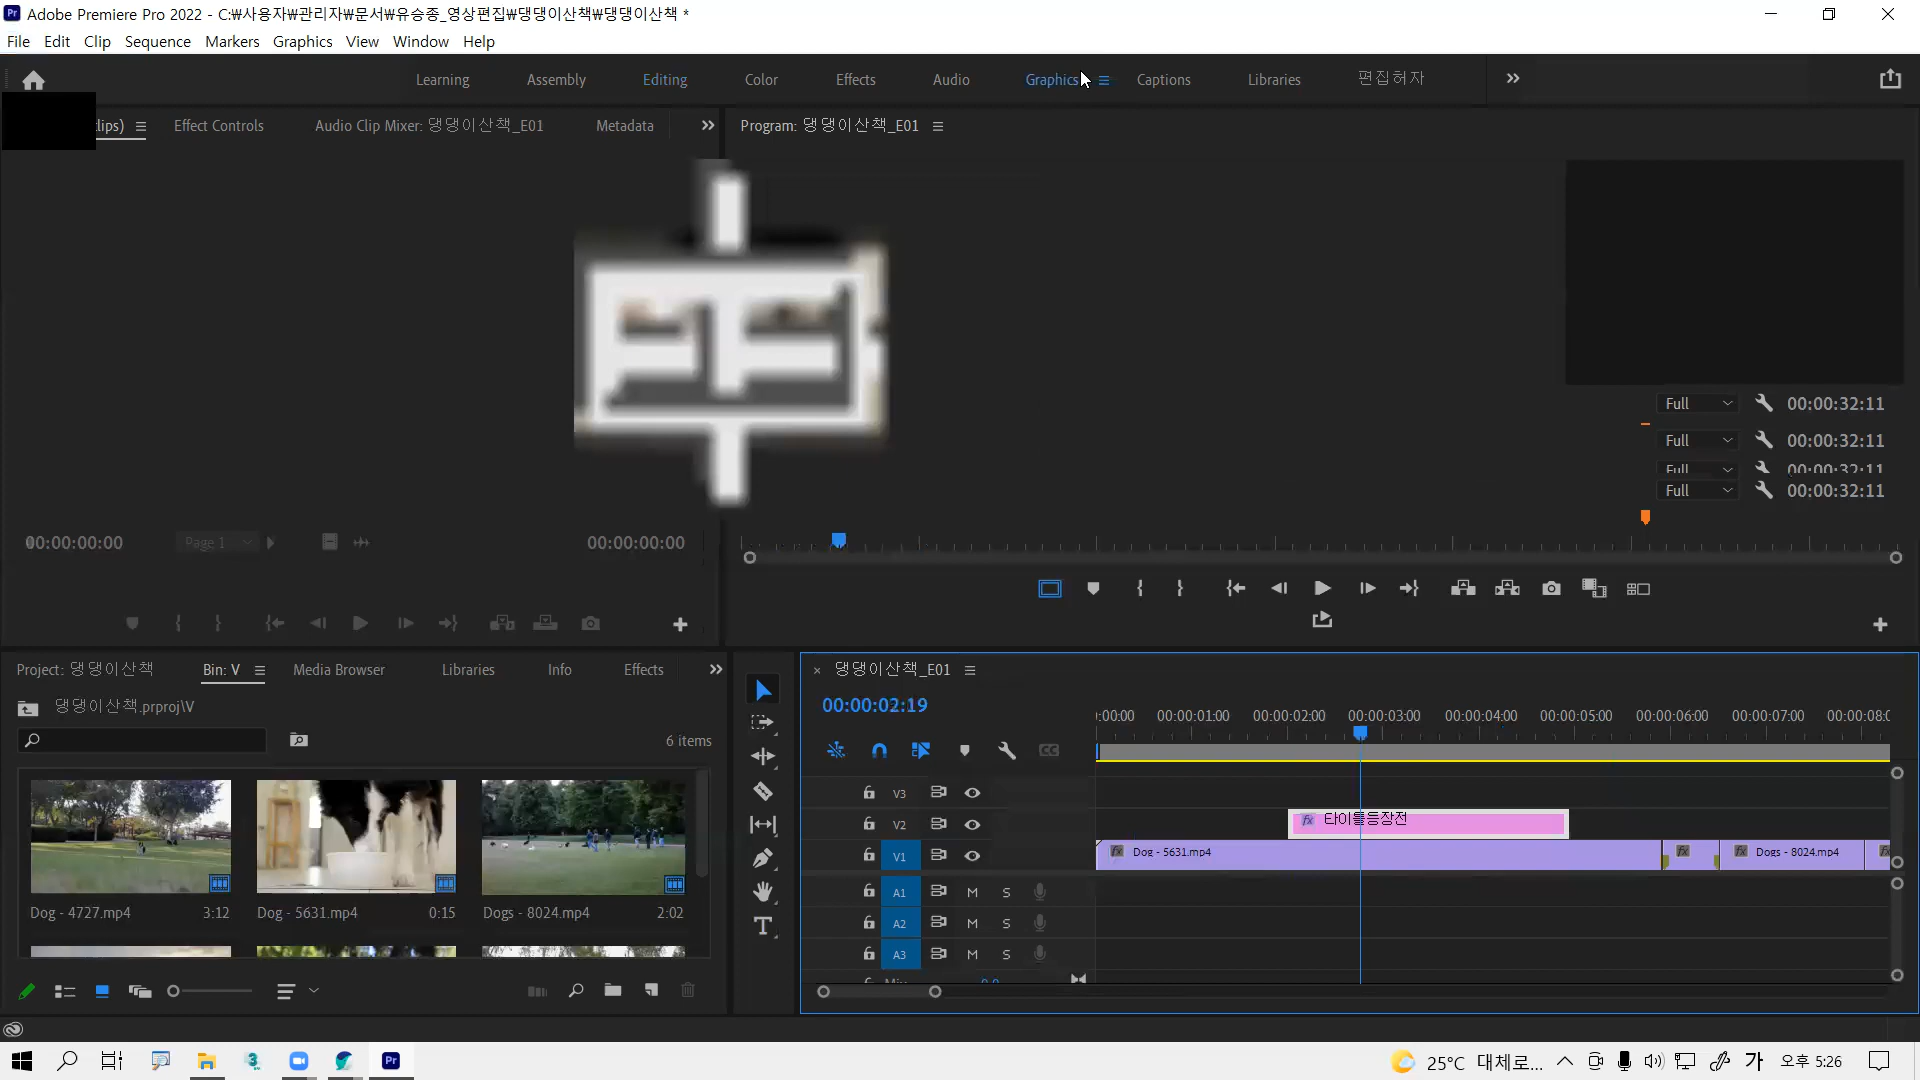 Adobe Premiere Pro 2022 - C:₩사용자₩관리자₩문서₩유승종_영상편집₩댕댕이산책₩댕댕이산책 *
File Edit Clip Sequence Markers Graphics View Window Help
Learning Assembly Editing Color Effects Audio Graphics Captions Libraries 편집허자
lips) Effect Controls Audio Clip Mixer: 댕댕이산책_E01 Metadata
Program: 댕댕이산책_E01
Full 00:00:32:11
Full 00:00:32:11
Full 00:00:32:11
Full 00:00:32:11
00:00:00:00 Page 1 00:00:00:00
Project: 댕댕이산책 Bin: V Media Browser Libraries Info Effects
댕댕이산책.prproj\V
6 items
Dog - 4727.mp4 3:12
Dog - 5631.mp4 0:15
Dogs - 8024.mp4 2:02
× 댕댕이산책_E01
00:00:02:19
:00:00 00:00:01:00 00:00:02:00 00:00:03:00 00:00:04:00 00:00:05:00 00:00:06:00 00:00:07:00 00:00:08:0
V3
V2 fx 타이틀등장전
V1 fx Dog - 5631.mp4 fx fx Dogs - 8024.mp4 fx
A1 M S
A2 M S
A3 M S
25°C 대체로... 가 오후 5:26